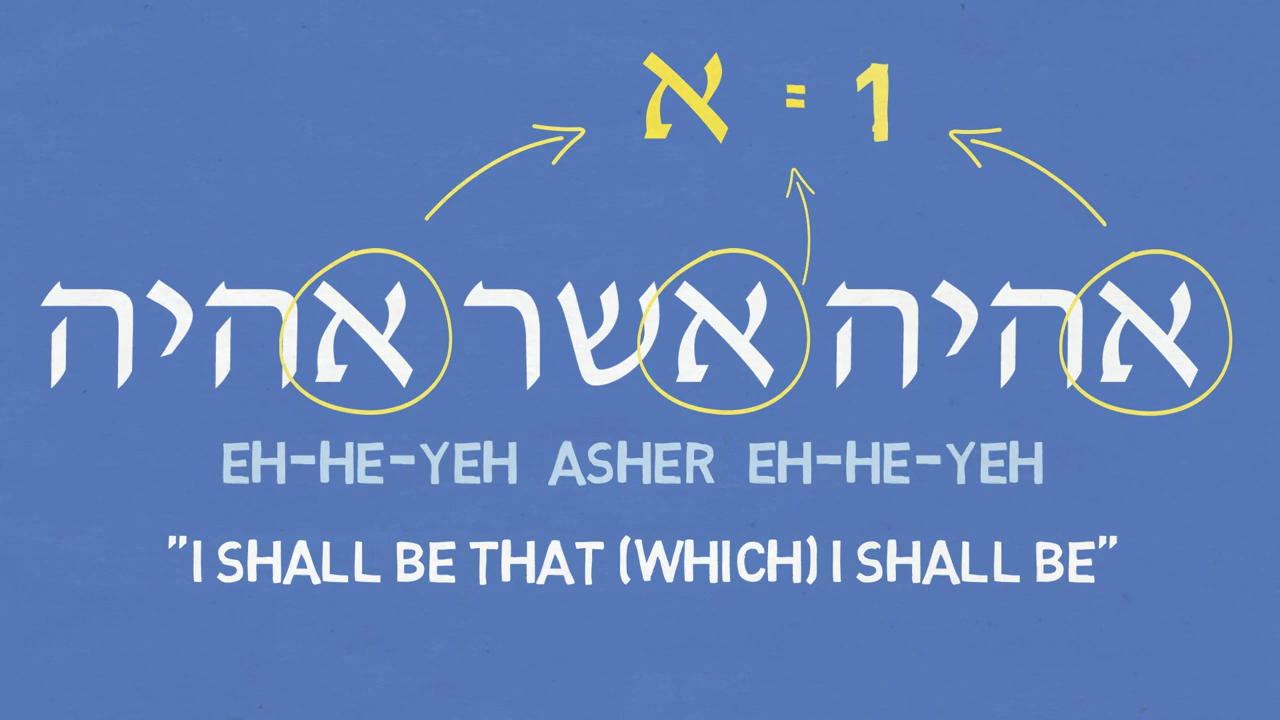 א = 1
אהיה אשר אהיה
EH-HE-YEH ASHER EH-HE-YEH
"I SHALL BE THAT (WHICH) I SHALL BE"